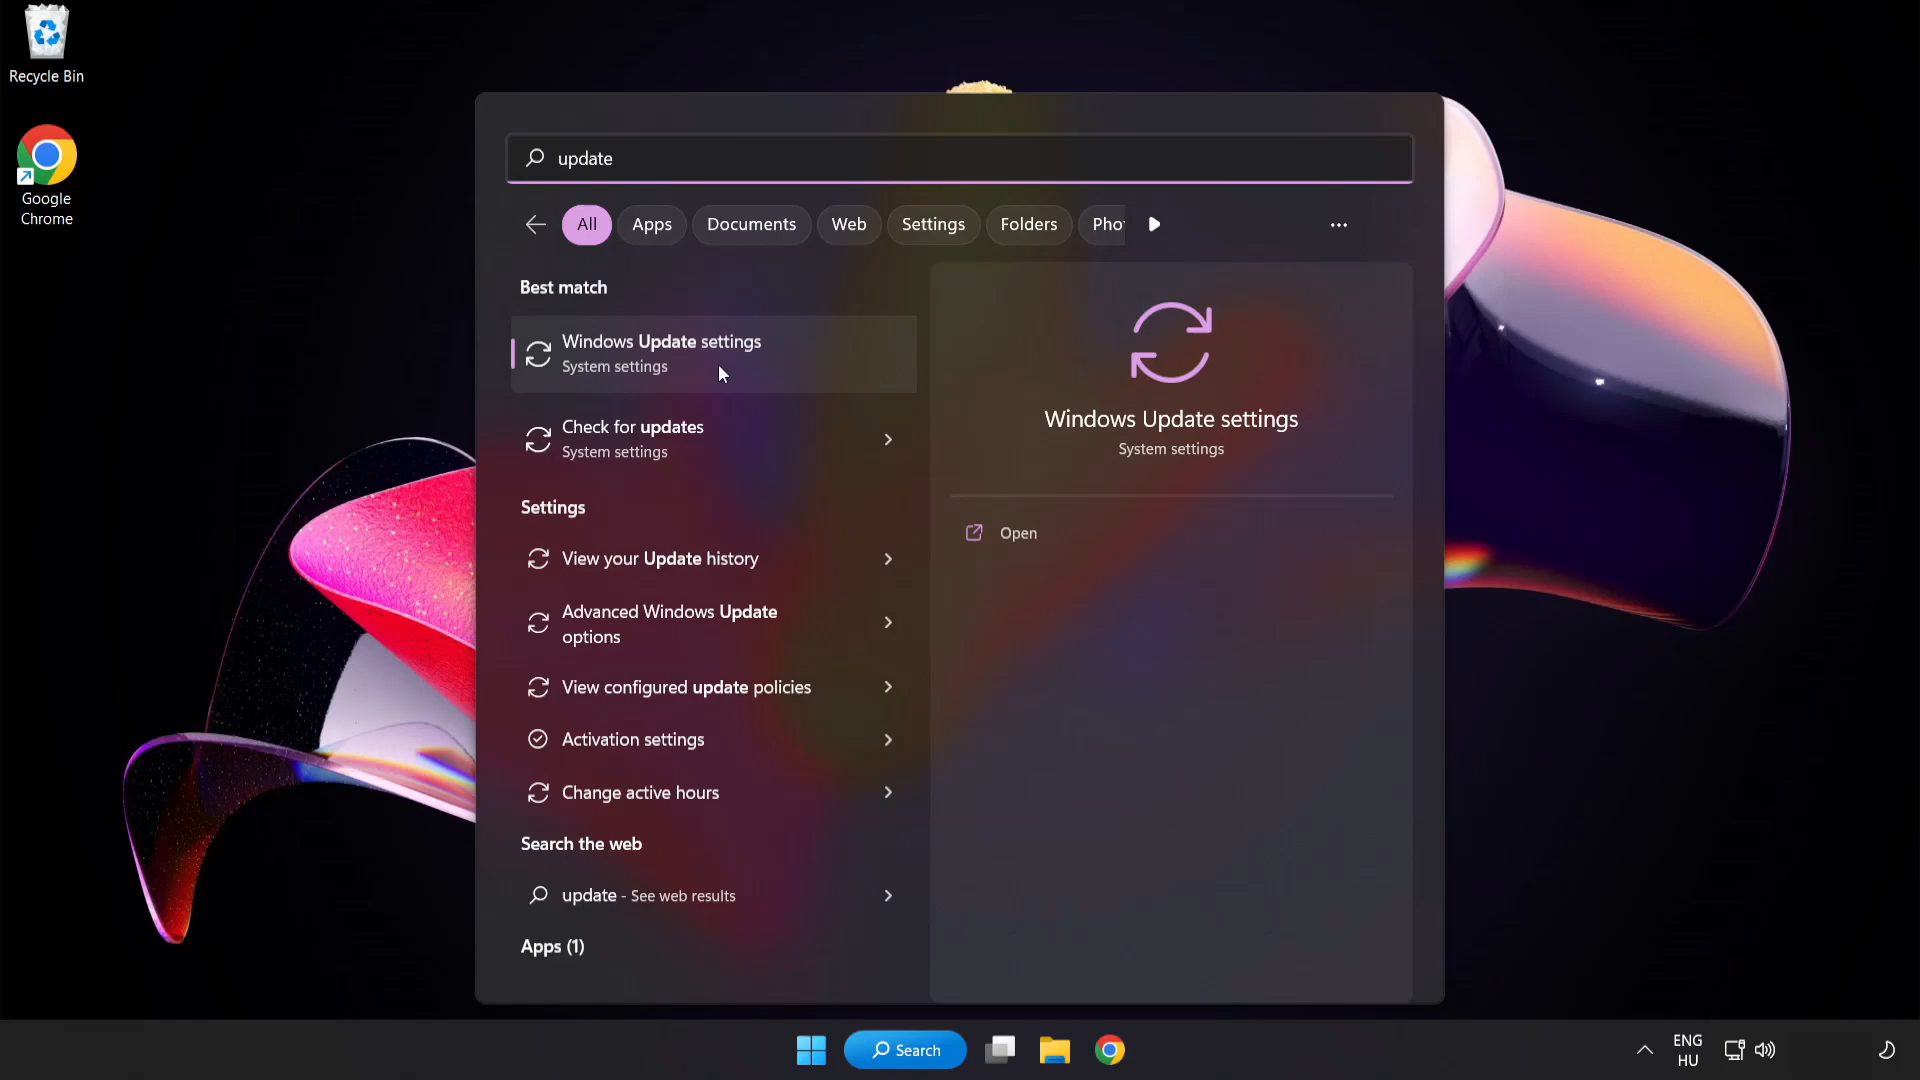 Recycle Bin
Google
Chrome
update
All
Apps
Documents
Web
Settings
Folders
Pho
Best match
Windows Update settings
System settings
Check for updates
System settings
Settings
View your Update history
Advanced Windows Update
options
View configured update policies
Activation settings
Change active hours
Search the web
update - See web results
Apps (1)
Windows Update settings
System settings
Open
Search
ENG
HU